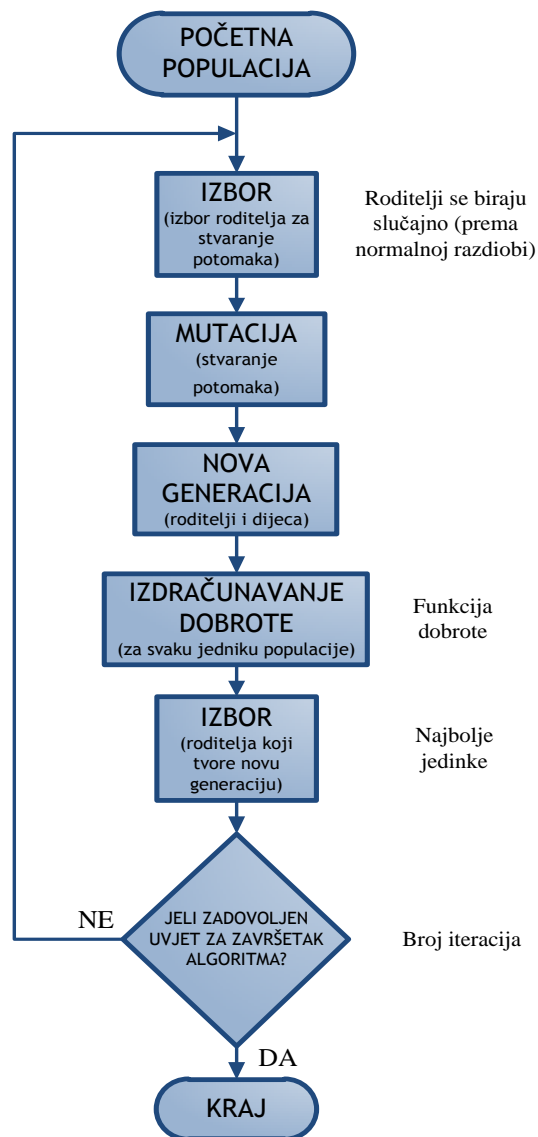 POČETNA
POPULACIJA
IZBOR
(izbor roditelja za
stvaranje
potomaka)
Roditelji se biraju
slučajno (prema
normalnoj razdiobi)
MUTACIJA
(stvaranje
potomaka)
NOVA
GENERACIJA
(roditelji i dijeca)
IZDRAČUNAVANJE
DOBROTE
(za svaku jedniku populacije)
Funkcija
dobrote
IZBOR
(roditelja koji
tvore novu
generaciju)
Najbolje
jedinke
NE
JELI ZADOVOLJEN
UVJET ZA ZAVRŠETAK
ALGORITMA?
Broj iteracija
DA
KRAJ